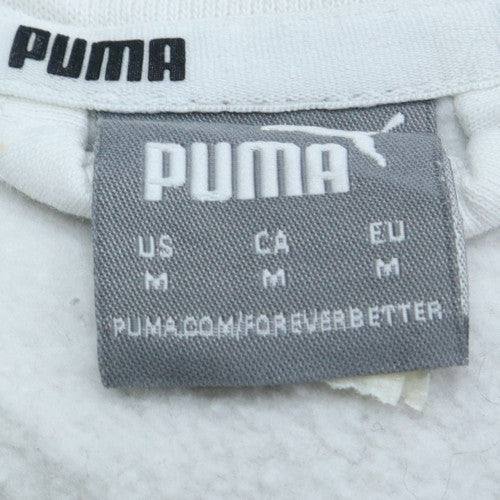 PUMA
PUMA
US CA EU
M M M
PUMA.COM/FOREVERBETTER